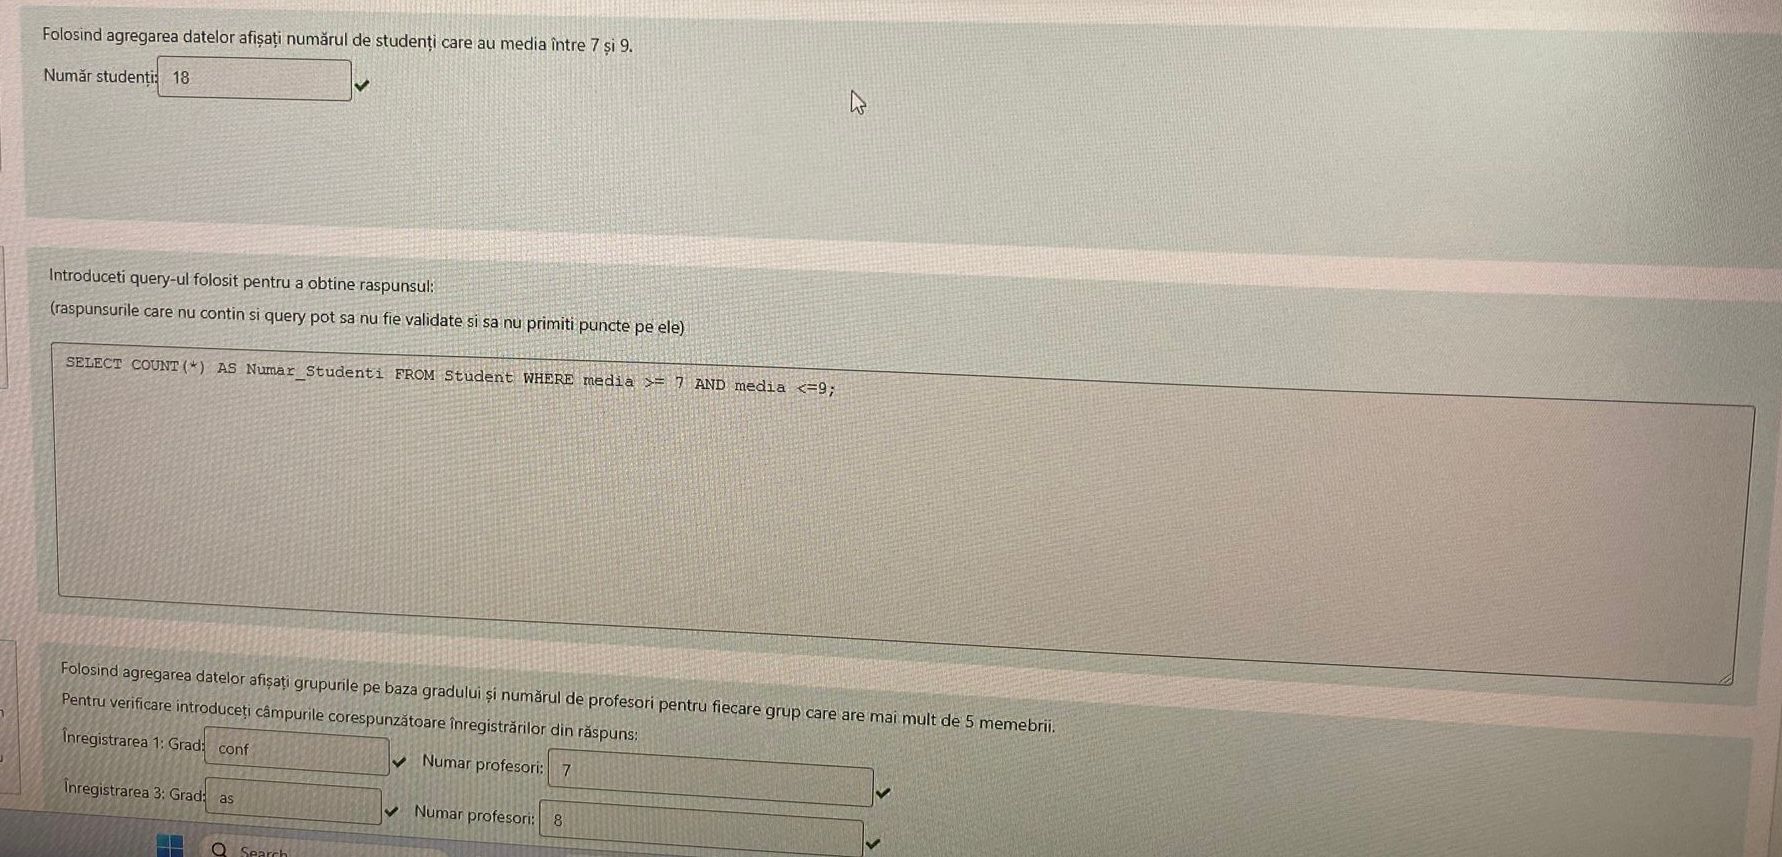 Folosind agregarea datelor afișați numărul de studenți care au media între 7 și 9.
Număr studenți: 18
Introduceti query-ul folosit pentru a obtine raspunsul:
(raspunsurile care nu contin si query pot sa nu fie validate si sa nu primiti puncte pe ele)
SELECT COUNT(*) AS Numar_Studenti FROM Student WHERE media >= 7 AND media <=9;
Folosind agregarea datelor afișați grupurile pe baza gradului și numărul de profesori pentru fiecare grup care are mai mult de 5 memebrii.
Pentru verificare introduceți câmpurile corespunzătoare înregistrărilor din răspuns:
Înregistrarea 1: Grad: conf Numar profesori: 7
Înregistrarea 3: Grad: as Numar profesori: 8
Search